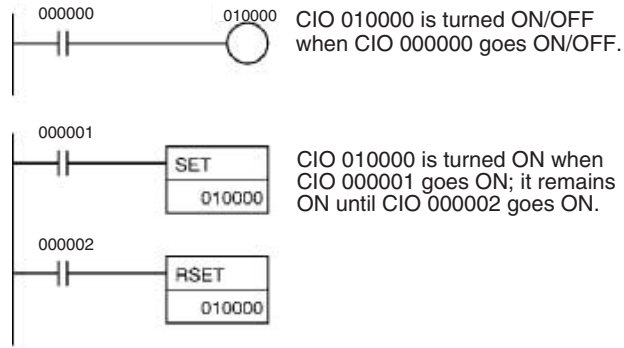 000000
010000
CIO 010000 is turned ON/OFF
when CIO 000000 goes ON/OFF.
000001
SET
010000
CIO 010000 is turned ON when
CIO 000001 goes ON; it remains
ON until CIO 000002 goes ON.
000002
RSET
010000